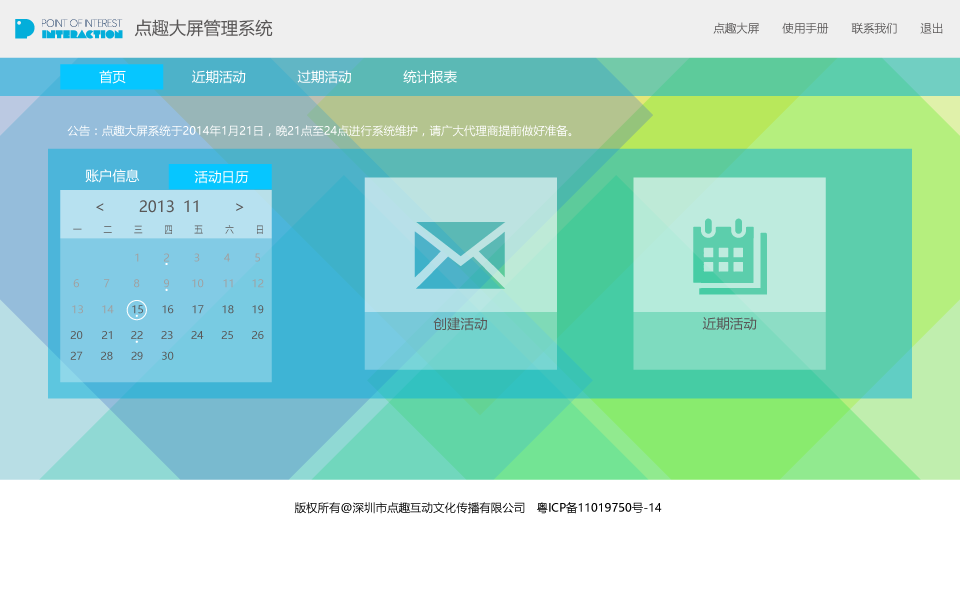 POINT OF INTEREST
INTERACTION
点趣大屏管理系统
点趣大屏 使用手册 联系我们 退出
首页 近期活动 过期活动 统计报表
公告：点趣大屏系统于2014年1月21日，晚21点至24点进行系统维护，请广大代理商提前做好准备。
账户信息 活动日历
< 2013 11 >
一 二 三 四 五 六 日
1 2 3 4 5
6 7 8 9 10 11 12
13 14 15 16 17 18 19
20 21 22 23 24 25 26
27 28 29 30
创建活动
近期活动
版权所有@深圳市点趣互动文化传播有限公司 粤ICP备11019750号-14